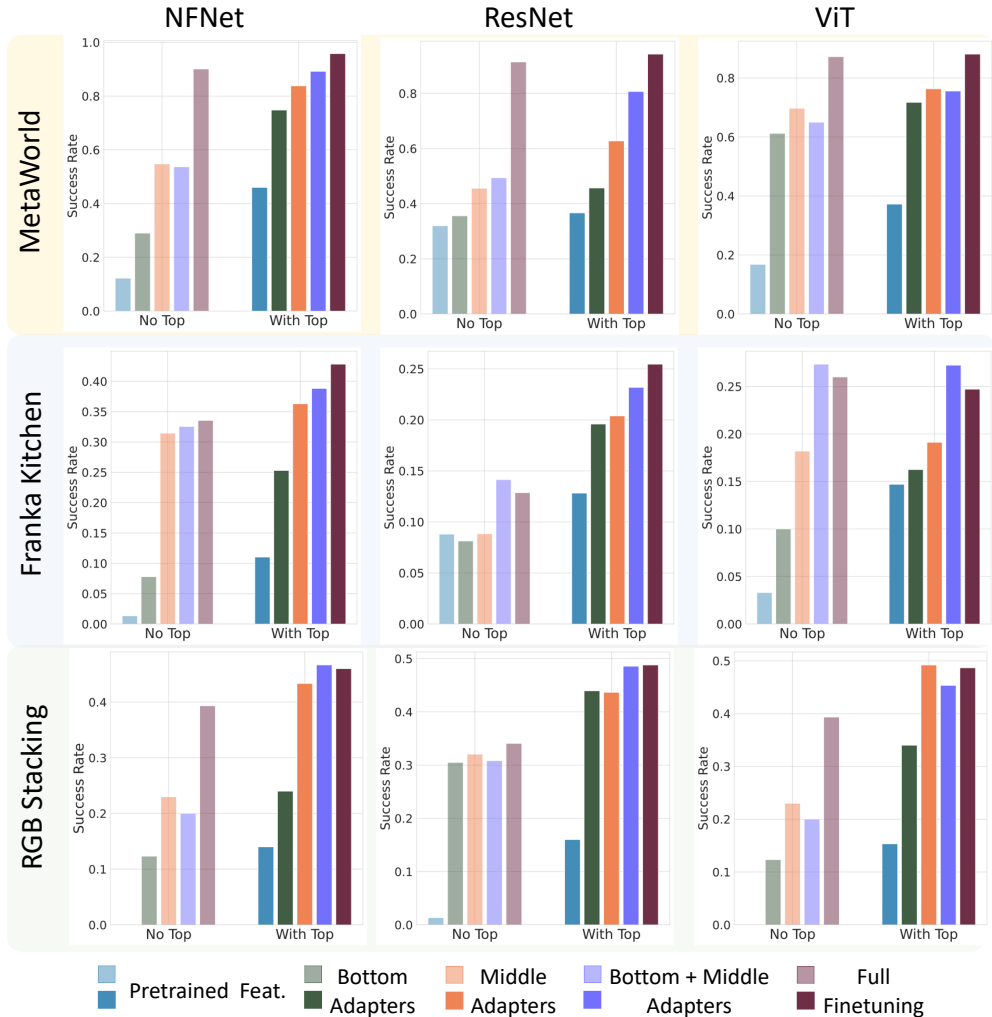 NFNet
ResNet
ViT
MetaWorld
Success Rate
1.0
0.8
0.6
0.4
0.2
0.0
No Top
With Top
Success Rate
0.8
0.6
0.4
0.2
0.0
No Top
With Top
Success Rate
0.8
0.6
0.4
0.2
0.0
No Top
With Top
Franka Kitchen
Success Rate
0.40
0.35
0.30
0.25
0.20
0.15
0.10
0.05
0.00
No Top
With Top
Success Rate
0.25
0.20
0.15
0.10
0.05
0.00
No Top
With Top
Success Rate
0.25
0.20
0.15
0.10
0.05
0.00
No Top
With Top
RGB Stacking
Success Rate
0.4
0.3
0.2
0.1
0.0
No Top
With Top
Success Rate
0.5
0.4
0.3
0.2
0.1
0.0
No Top
With Top
Success Rate
0.5
0.4
0.3
0.2
0.1
0.0
No Top
With Top
Pretrained Feat.
Bottom
Adapters
Middle
Adapters
Bottom + Middle
Adapters
Full
Finetuning